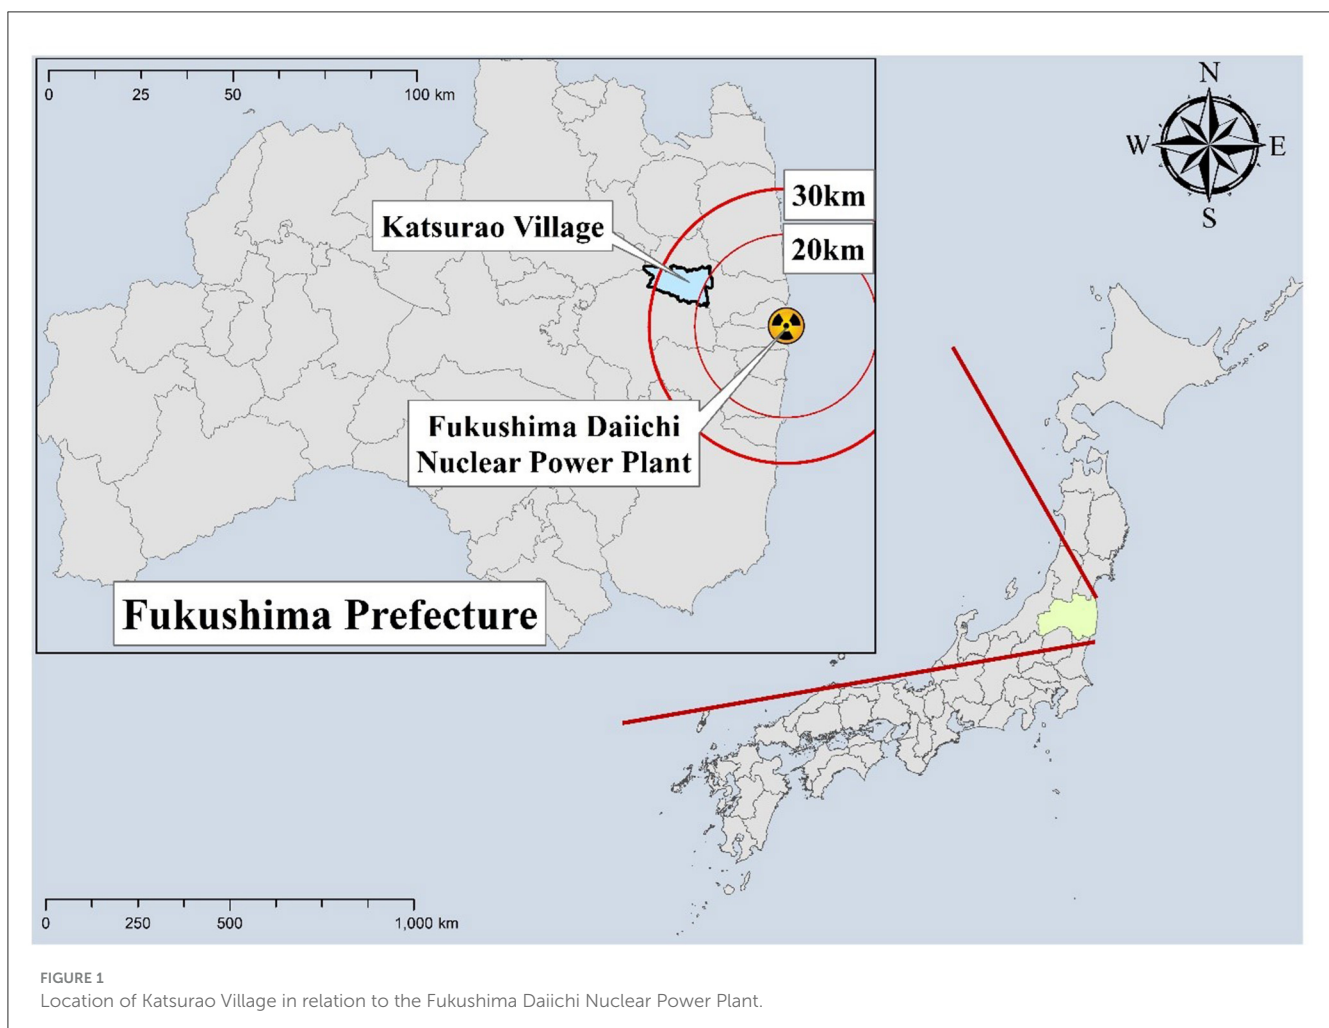 0 25 50 100 km
N
W E
S
30km
Katsurao Village
20km
Fukushima Daiichi
Nuclear Power Plant
Fukushima Prefecture
0 250 500 1,000 km
FIGURE 1
Location of Katsurao Village in relation to the Fukushima Daiichi Nuclear Power Plant.